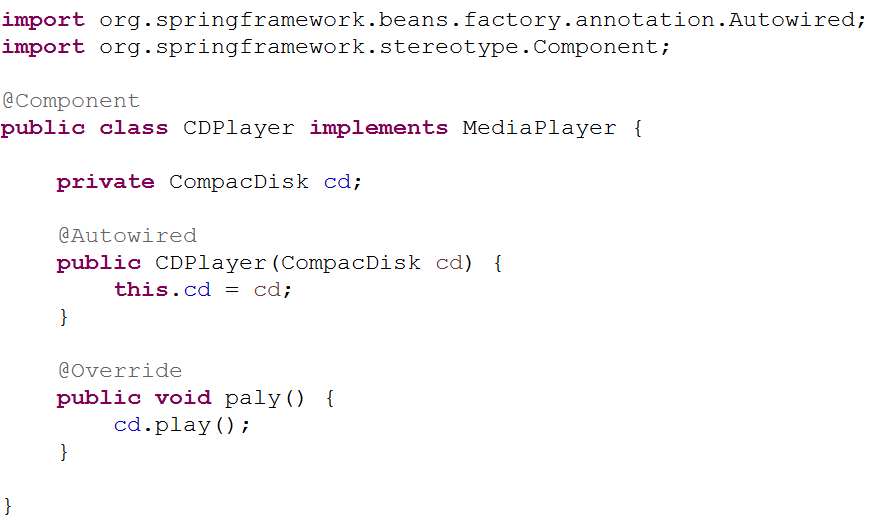 import org.springframework.beans.factory.annotation.Autowired;
import org.springframework.stereotype.Component;
@Component
public class CDPlayer implements MediaPlayer {
private CompacDisk cd;
@Autowired
public CDPlayer(CompacDisk cd) {
this.cd = cd;
}
@Override
public void paly() {
cd.play();
}
}